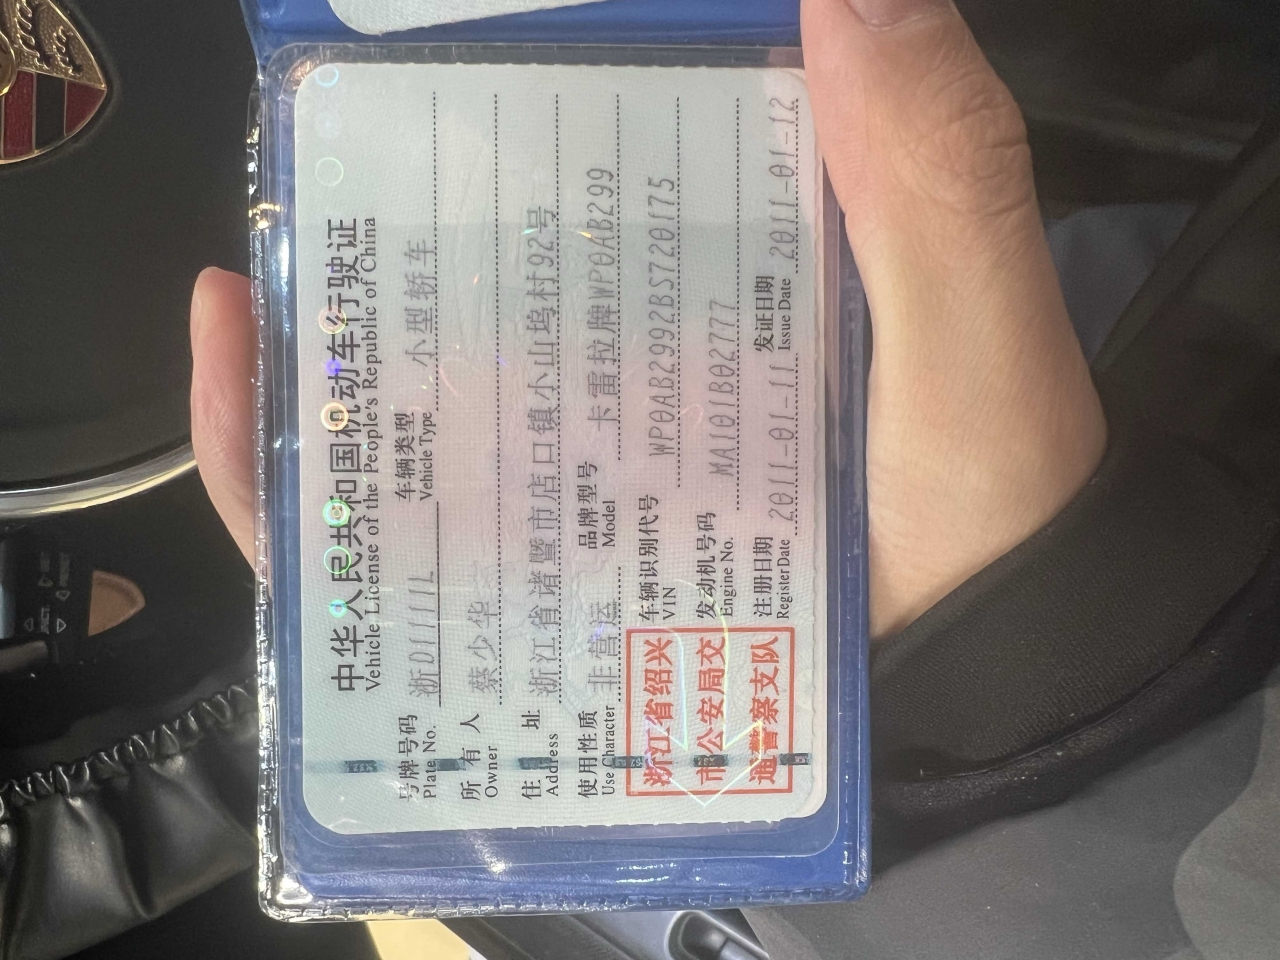 中华人民共和国机动车行驶证
Vehicle License of the People's Republic of China
号牌号码 浙D1111L 车辆类型 小型轿车
Plate No. Vehicle Type
所有人 蔡少华
Owner
住址 浙江省诸暨市店口镇小山坞村92号
Address
使用性质 非营运 品牌型号 卡雷拉牌WP0AB299
Use Character Model
浙江省绍兴
市公安局交
通警察支队
车辆识别代号 WP0AB2992BS720175
VIN
发动机号码 MA101B02777
Engine No.
注册日期 2011-01-11 发证日期 2011-01-12
Register Date Issue Date